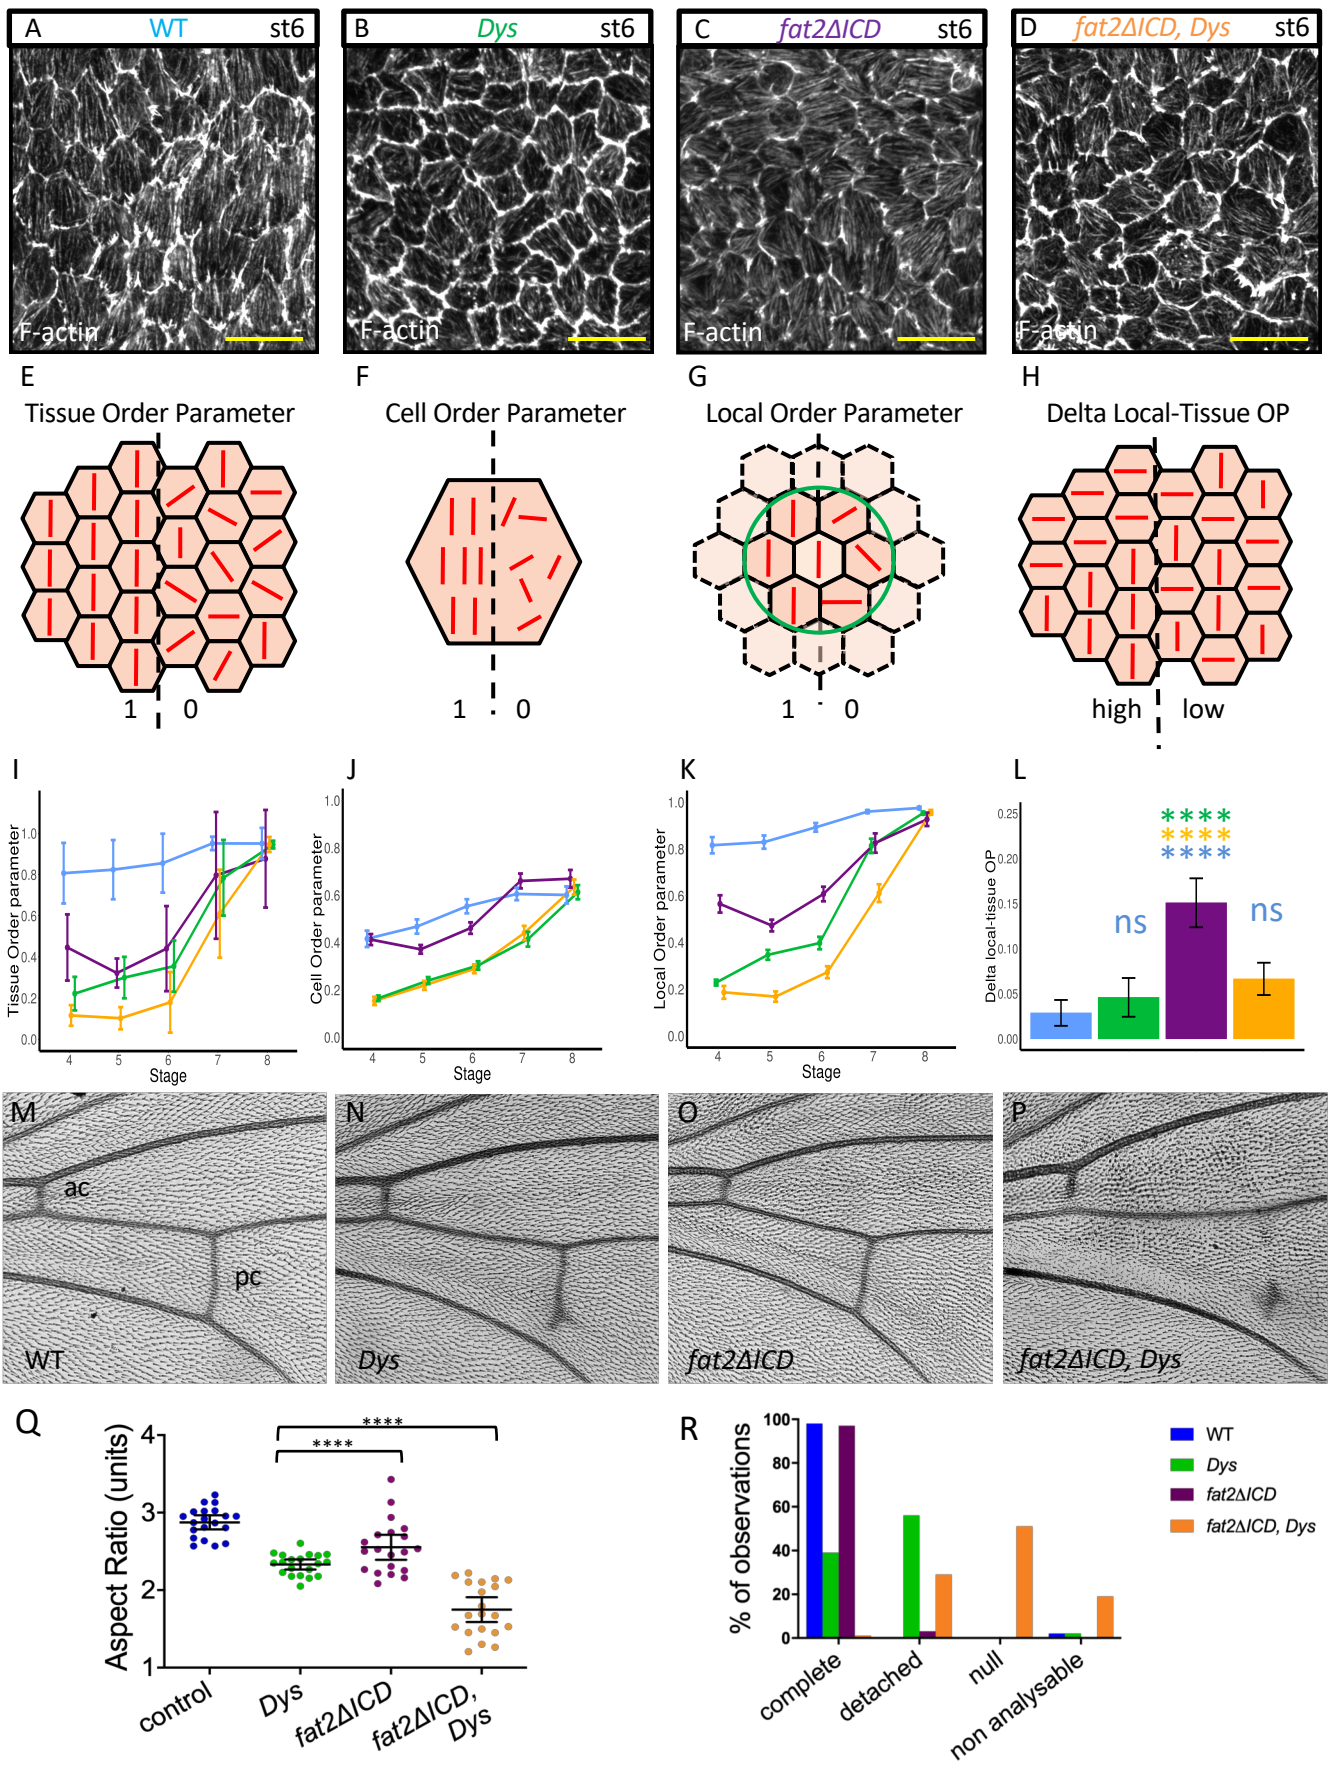 A WT st6
B Dys st6
C fat2ΔICD st6
D fat2ΔICD, Dys st6
F-actin
F-actin
F-actin
F-actin
E
F
G
H
Tissue Order Parameter
Cell Order Parameter
Local Order Parameter
Delta Local-Tissue OP
1 0
1 0
1 0
high low
I
Tissue Order parameter
1.0
0.8
0.6
0.4
0.2
0.0
4 5 6 7 8
Stage
J
Cell Order parameter
1.0
0.8
0.6
0.4
0.2
0.0
4 5 6 7 8
Stage
K
Local Order parameter
1.0
0.8
0.6
0.4
0.2
0.0
4 5 6 7 8
Stage
L
Delta local-tissue OP
0.25
0.20
0.15
0.10
0.05
0.00
ns
****
****
****
ns
M
ac
pc
WT
N
Dys
O
fat2ΔICD
P
fat2ΔICD, Dys
Q
Aspect Ratio (units)
4
3
2
1
****
****
control
Dys
fat2ΔICD
fat2ΔICD,
Dys
R
% of observations
100
80
60
40
20
0
complete
detached
null
non analysable
WT
Dys
fat2ΔICD
fat2ΔICD, Dys